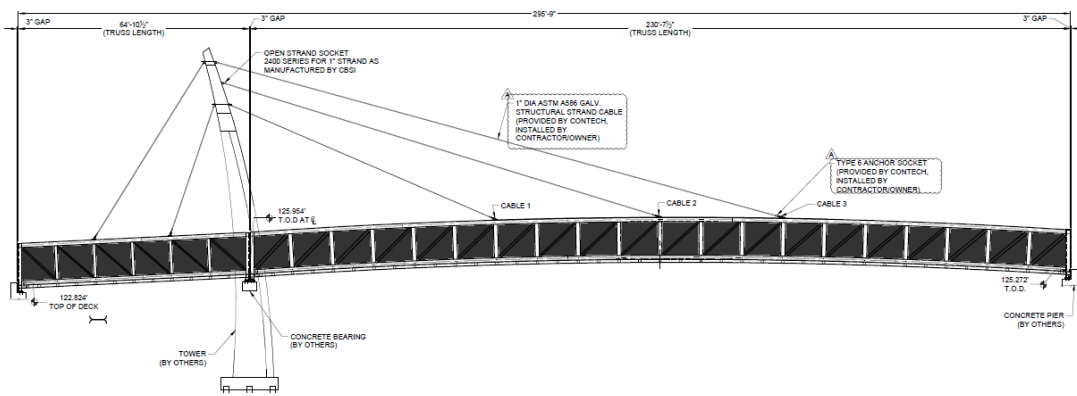 295'-9"
3" GAP
64'-10½"
(TRUSS LENGTH)
3" GAP
230'-7½"
(TRUSS LENGTH)
3" GAP
OPEN STRAND SOCKET
2400 SERIES FOR 1" STRAND AS
MANUFACTURED BY CBSI
A
1" DIA ASTM A586 GALV.
STRUCTURAL STRAND CABLE
(PROVIDED BY CONTECH,
INSTALLED BY
CONTRACTOR/OWNER)
A
TYPE 6 ANCHOR SOCKET
(PROVIDED BY CONTECH,
INSTALLED BY
CONTRACTOR/OWNER)
CABLE 1
CABLE 2
CABLE 3
125.954'
T.O.D AT ℄
122.824'
TOP OF DECK
125.272'
T.O.D.
CONCRETE BEARING
(BY OTHERS)
TOWER
(BY OTHERS)
CONCRETE PIER
(BY OTHERS)